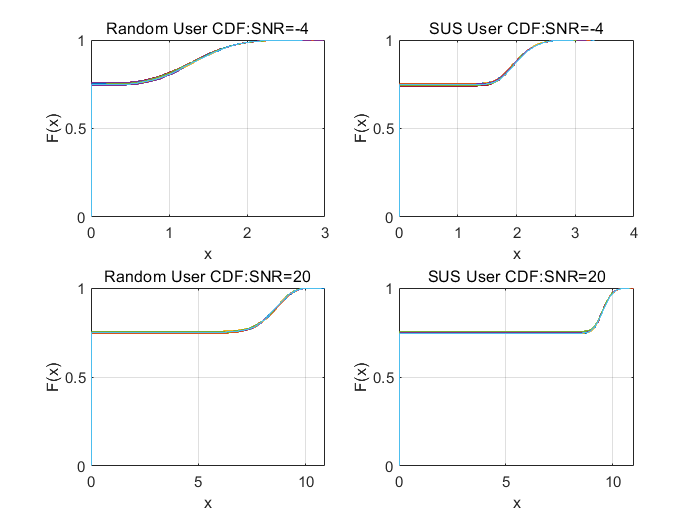 Random User CDF:SNR=-4
1
0.5
0
F(x)
0 1 2 3
x
SUS User CDF:SNR=-4
1
0.5
0
F(x)
0 1 2 3 4
x
Random User CDF:SNR=20
1
0.5
0
F(x)
0 5 10
x
SUS User CDF:SNR=20
1
0.5
0
F(x)
0 5 10
x